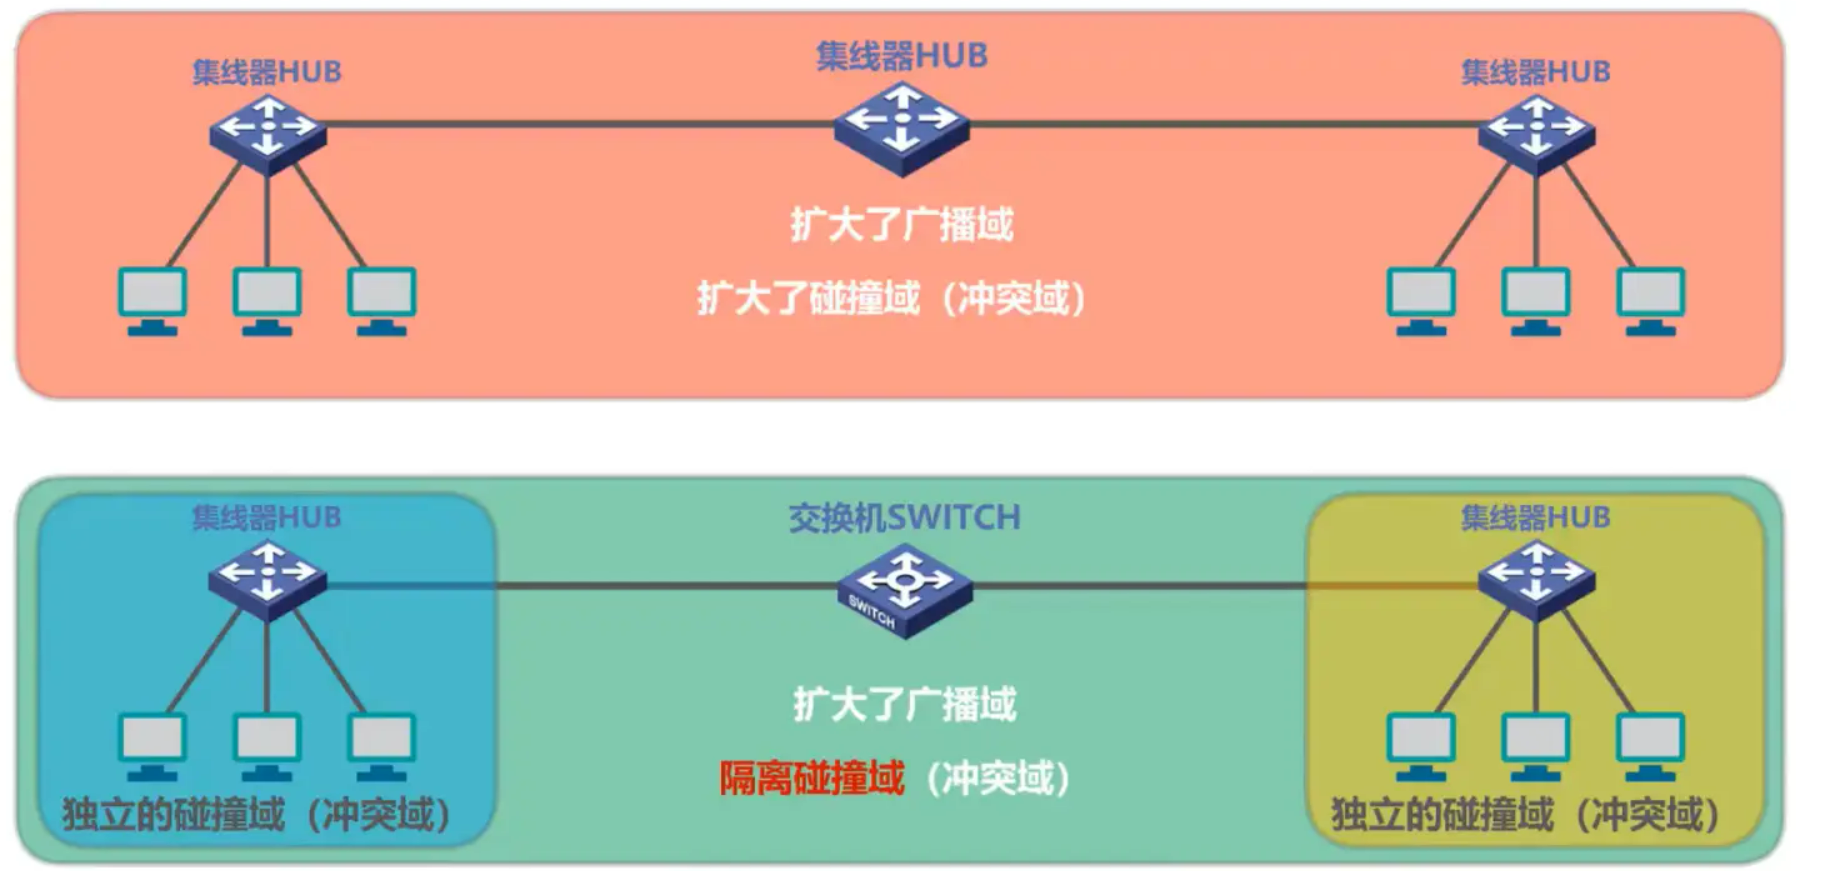 集线器HUB
集线器HUB
集线器HUB
扩大了广播域
扩大了碰撞域（冲突域）
集线器HUB
交换机SWITCH
集线器HUB
SWITCH
扩大了广播域
隔离碰撞域（冲突域）
独立的碰撞域（冲突域）
独立的碰撞域（冲突域）